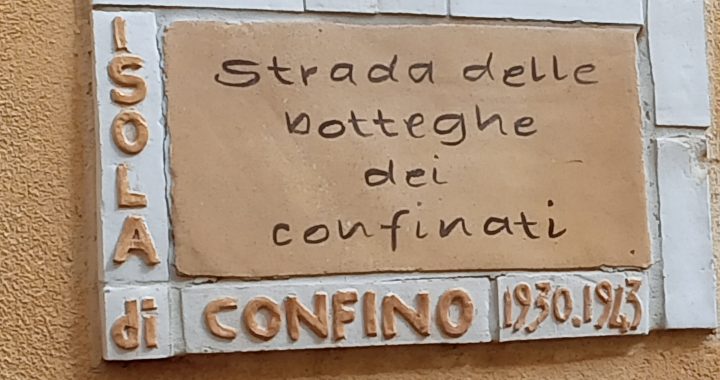 ISOLA
Strada delle
botteghe
dei
confinati
di CONFINO 1930.1943